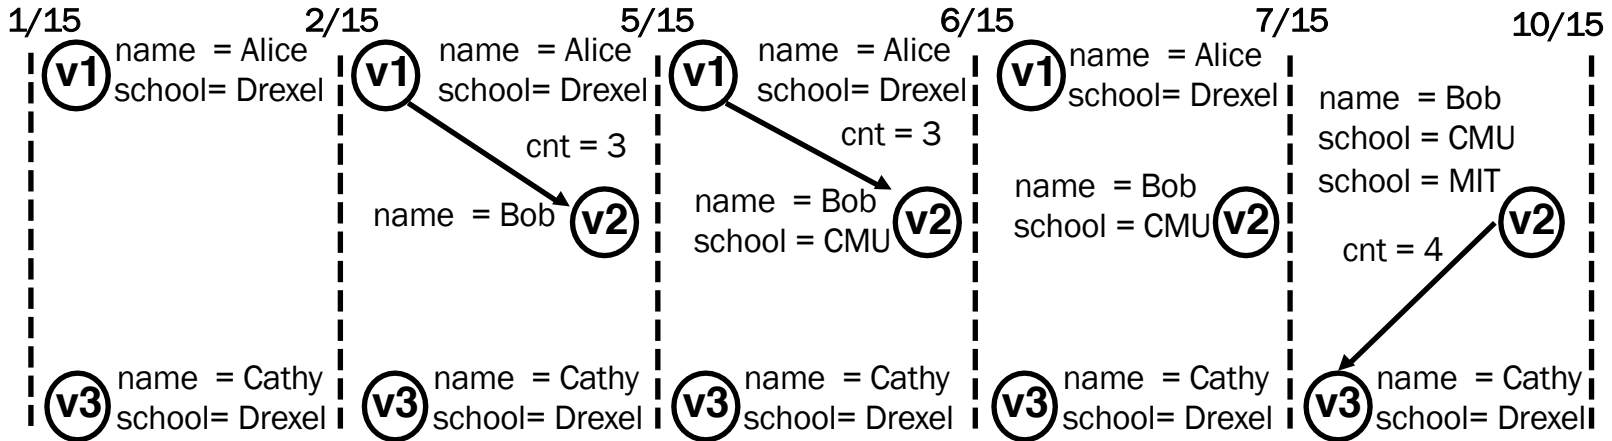 1/15 2/15 5/15 6/15 7/15 10/15
v1 name = Alice
school= Drexel
v3 name = Cathy
school= Drexel
v1 name = Alice
school= Drexel
cnt = 3
name = Bob v2
v3 name = Cathy
school= Drexel
v1 name = Alice
school= Drexel
cnt = 3
name = Bob
school = CMU v2
v3 name = Cathy
school= Drexel
v1 name = Alice
school= Drexel
name = Bob
school = CMU v2
v3 name = Cathy
school= Drexel
name = Bob
school = CMU
school = MIT
v2
cnt = 4
v3 name = Cathy
school= Drexel